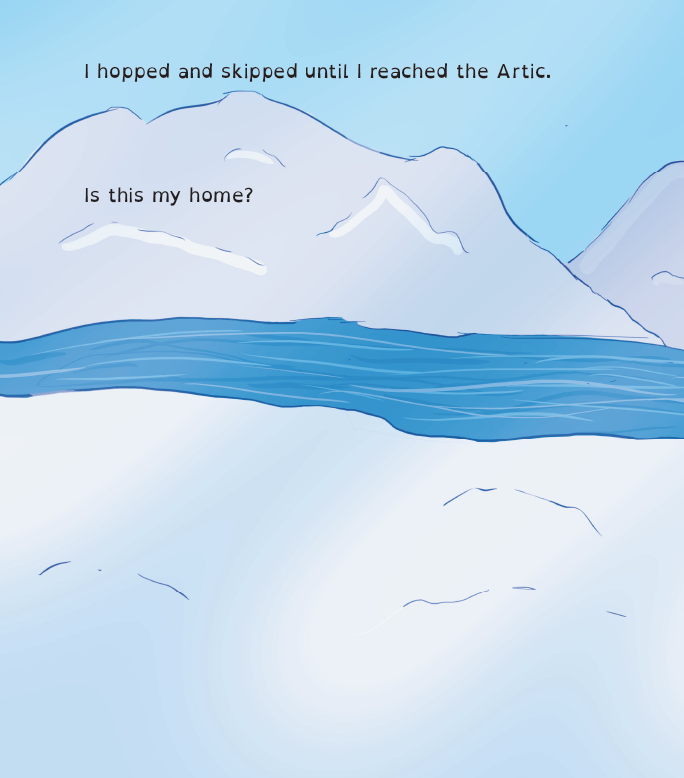 I hopped and skipped until I reached the Artic.
Is this my home?